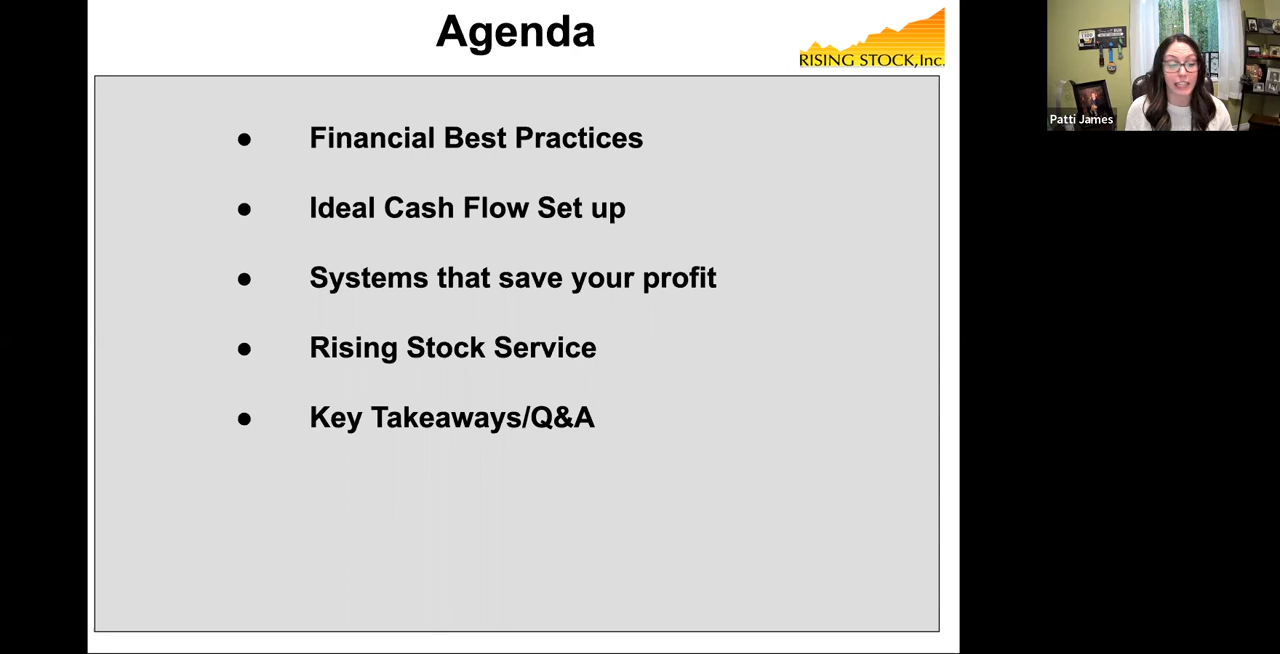 Agenda
RISING STOCK,Inc.
● Financial Best Practices
● Ideal Cash Flow Set up
● Systems that save your profit
● Rising Stock Service
● Key Takeaways/Q&A
Patti James